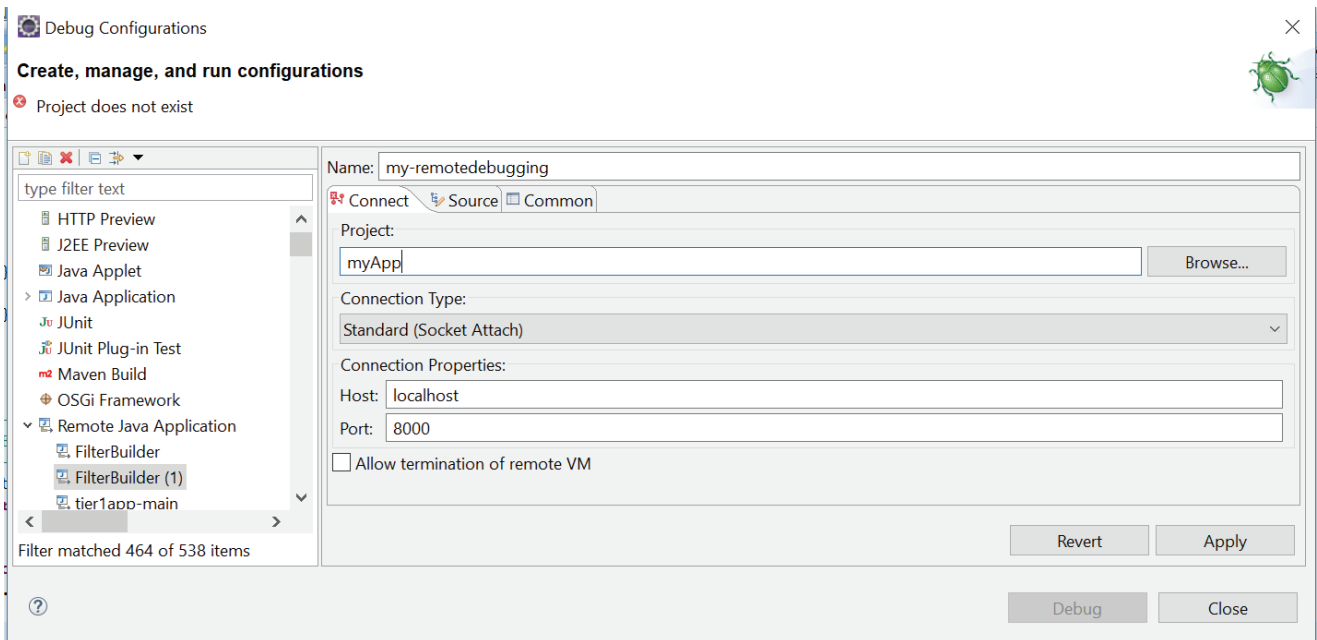 Debug Configurations
Create, manage, and run configurations
Project does not exist
type filter text
HTTP Preview
J2EE Preview
Java Applet
Java Application
Ju JUnit
JU JUnit Plug-in Test
m2 Maven Build
OSGi Framework
Remote Java Application
FilterBuilder
FilterBuilder (1)
tier1app-main
Filter matched 464 of 538 items
Name: my-remotedebugging
Connect Source Common
Project:
myApp Browse...
Connection Type:
Standard (Socket Attach)
Connection Properties:
Host: localhost
Port: 8000
Allow termination of remote VM
Revert Apply
? Debug Close